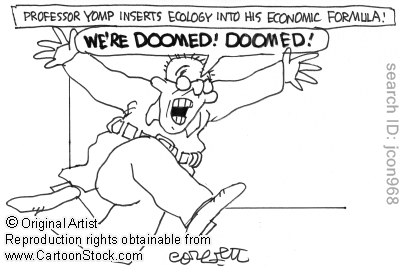 PROFESSOR YOMP INSERTS ECOLOGY INTO HIS ECONOMIC FORMULA!
WE'RE DOOMED! DOOMED!
search ID: jcon968
© Original Artist
Reproduction rights obtainable from
www.CartoonStock.com